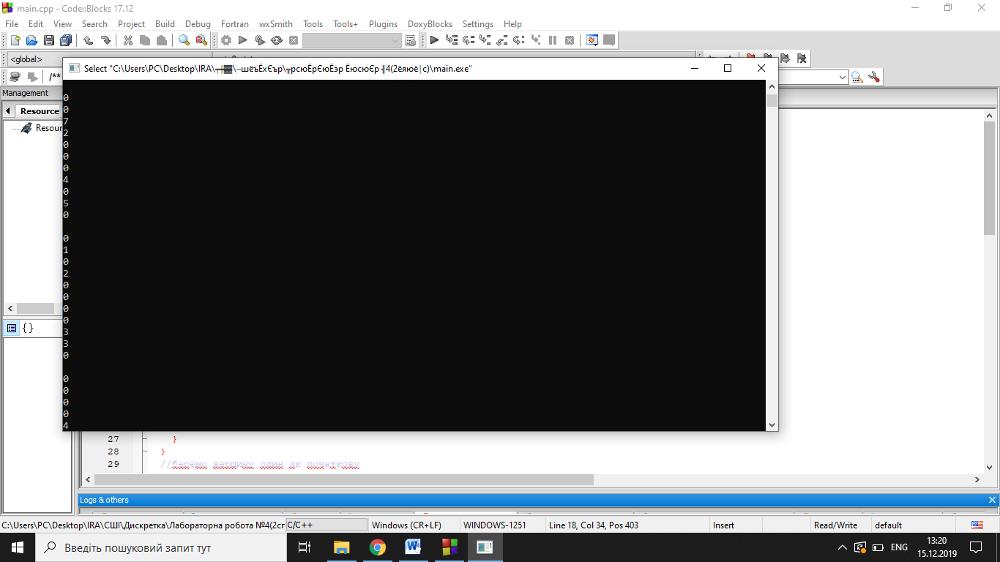 main.cpp - Code::Blocks 17.12
File Edit View Search Project Build Debug Fortran wxSmith Tools Tools+ Plugins DoxyBlocks Settings Help
<global>
/**
Management
Resource
Resour
Select "C:\Users\PC\Desktop\IRA\┬┼▓\─шёъЁхЄър\╦рсюЁрЄюЁэр ЁюсюЄр ╣4(2ёяюё│с)\main.exe"
0
0
7
2
0
0
0
4
0
5
0
0
1
0
2
0
0
0
0
3
3
0
0
0
0
0
4
27 }
28 }
29 //беремо вершину один як початкову
Logs & others
C:\Users\PC\Desktop\IRA\СШІ\Дискретка\Лабораторна робота №4(2сп C/C++ Windows (CR+LF) WINDOWS-1251 Line 18, Col 34, Pos 403 Insert Read/Write default
Введіть пошуковий запит тут
ENG
13:20
15.12.2019